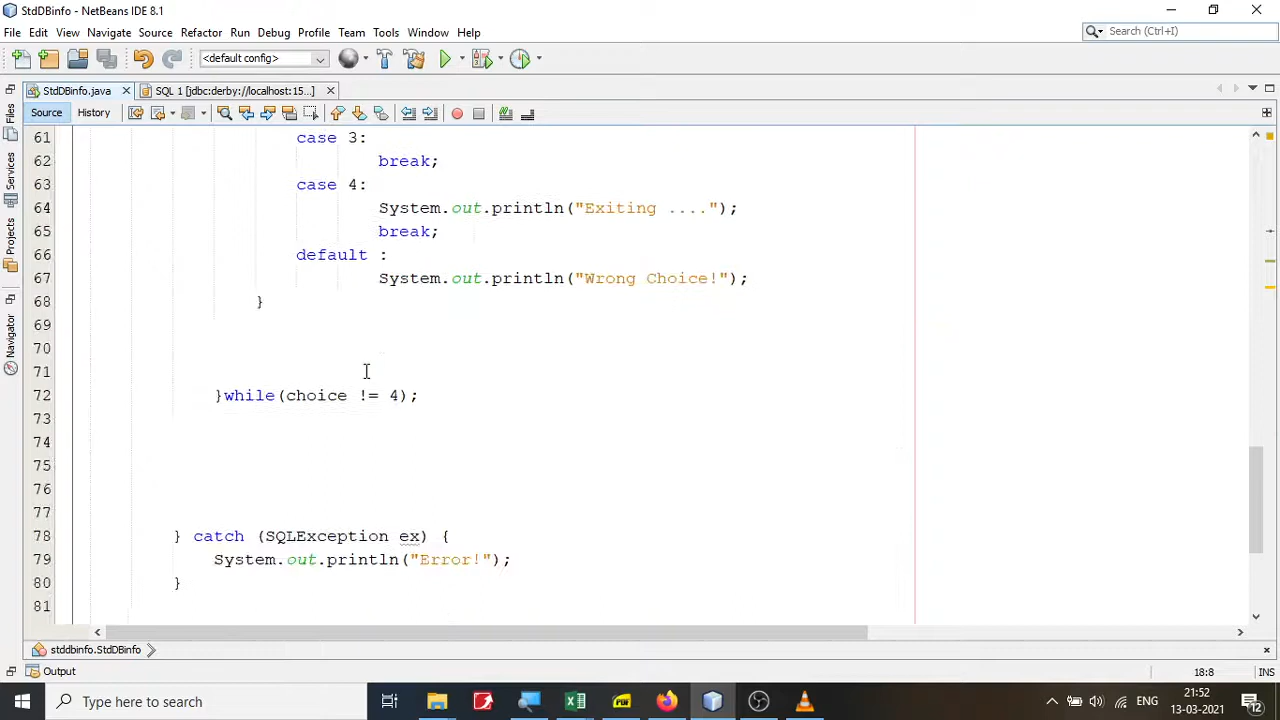 StdDBinfo - NetBeans IDE 8.1
File Edit View Navigate Source Refactor Run Debug Profile Team Tools Window Help
Search (Ctrl+I)
<default config>
StdDBinfo.java SQL 1 [jdbc:derby://localhost:15...]
Source History
61 case 3:
62 break;
63 case 4:
64 System.out.println("Exiting ....");
65 break;
66 default :
67 System.out.println("Wrong Choice!");
68 }
69
70
71
72 }while(choice != 4);
73
74
75
76
77
78 } catch (SQLException ex) {
79 System.out.println("Error!");
80 }
81
Files
Services
Projects
Navigator
stddbinfo.StdDBinfo
Output
18:8 INS
Type here to search
ENG
21:52
13-03-2021
12